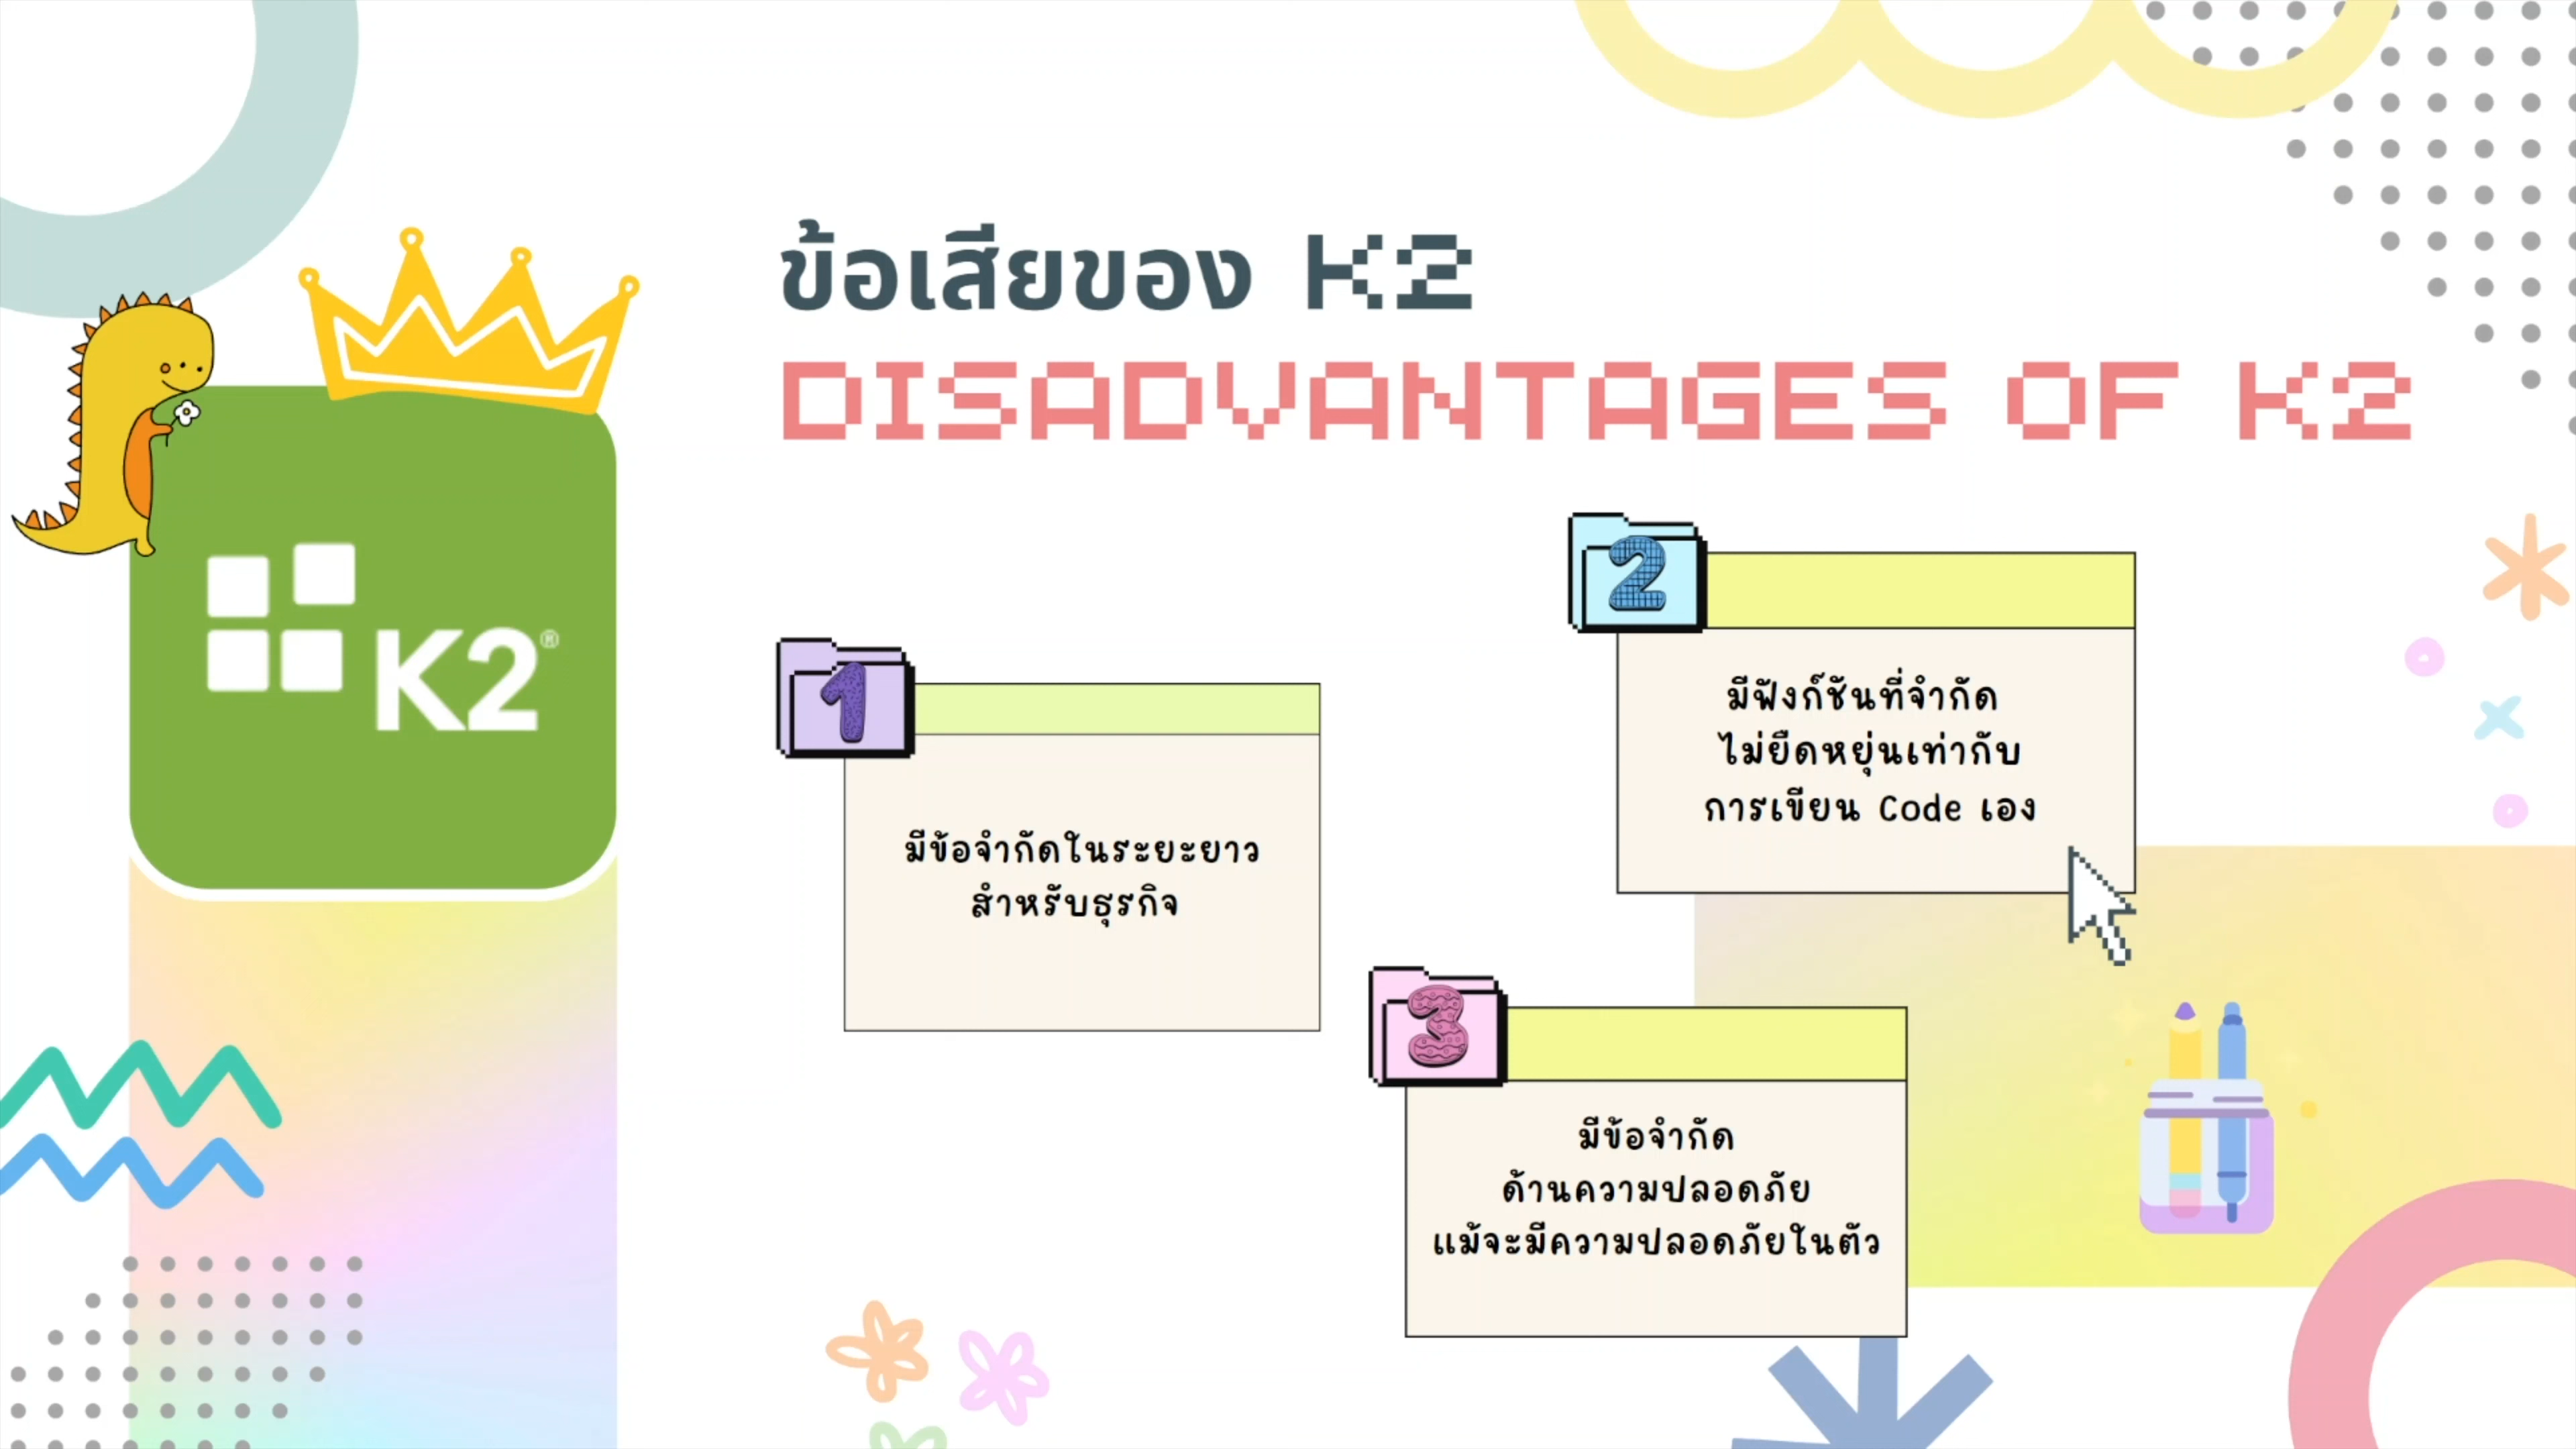 ข้อเสียของ K2
DISADVANTAGES OF K2
K2®
1
มีข้อจำกัดในระยะยาว
สำหรับธุรกิจ
2
มีฟังก์ชันที่จำกัด
ไม่ยืดหยุ่นเท่ากับ
การเขียน Code เอง
3
มีข้อจำกัด
ด้านความปลอดภัย
แม้จะมีความปลอดภัยในตัว